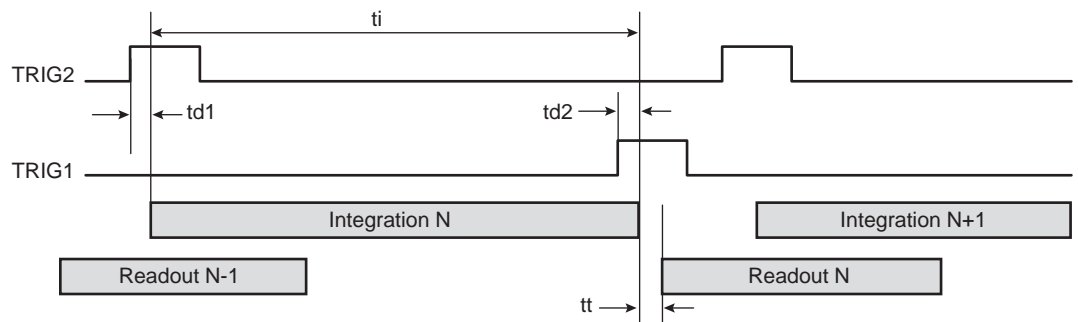 ti
TRIG2
td1
td2
TRIG1
Integration N
Integration N+1
Readout N-1
Readout N
tt